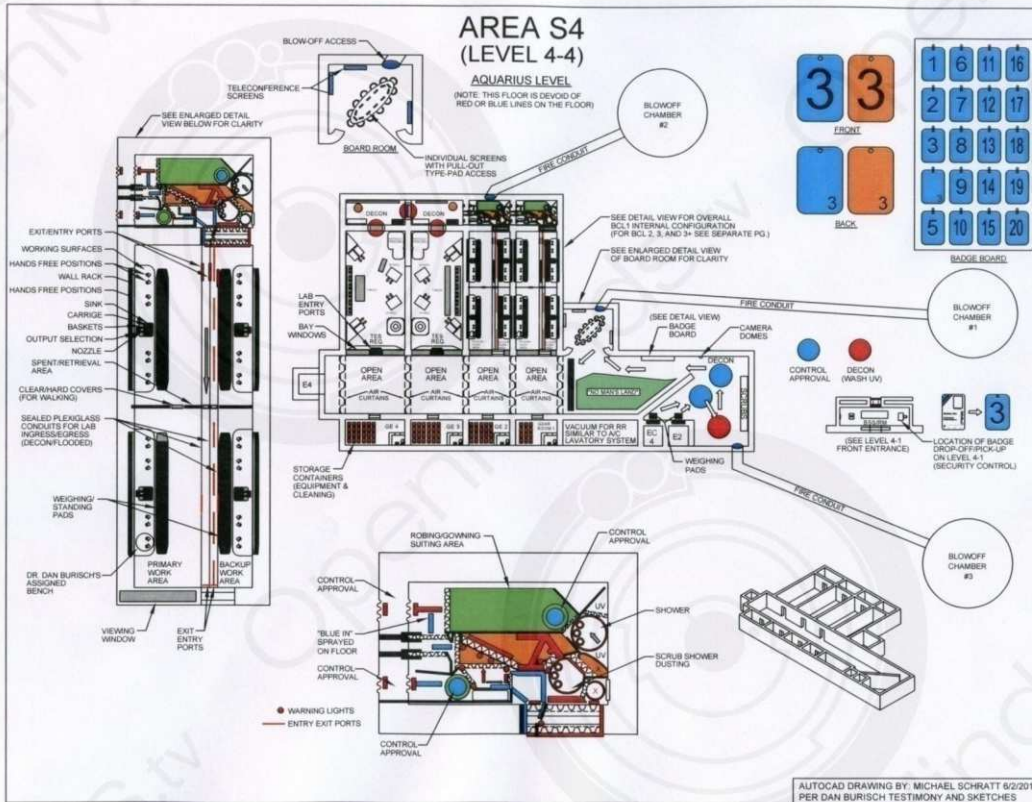 AREA S4
(LEVEL 4-4)
AQUARIUS LEVEL
(NOTE: THIS FLOOR IS DEVOID OF
RED OR BLUE LINES ON THE FLOOR)
BLOW-OFF ACCESS
TELECONFERENCE
SCREENS
BOARD ROOM
INDIVIDUAL SCREENS
WITH PULL-OUT
TYPE-PAD ACCESS
BLOWOFF
CHAMBER
#2
FIRE CONDUIT
3
3
FRONT
3
3
BACK
1 6 11 16
2 7 12 17
3 8 13 18
9 14 19
5 10 15 20
BADGE BOARD
SEE ENLARGED DETAIL
VIEW BELOW FOR CLARITY
EXIT/ENTRY PORTS
WORKING SURFACES
HANDS FREE POSITIONS
WALL RACK
HANDS FREE POSITIONS
SINK
CARRIGE
BASKETS
OUTPUT SELECTION
NOZZLE
SPENT/RETRIEVAL
AREA
CLEAR/HARD COVERS
(FOR WALKING)
SEALED PLEXIGLASS
CONDUITS FOR LAB
INGRESS/EGRESS
(DECON/FLOODED)
WEIGHING/
STANDING
PADS
DR. DAN BURISCH'S
ASSIGNED
BENCH
PRIMARY
WORK
AREA
BACKUP
WORK
AREA
VIEWING
WINDOW
EXIT
ENTRY
PORTS
DECON
DECON
SEE DETAIL VIEW FOR OVERALL
BCL1 INTERNAL CONFIGURATION
(FOR BCL 2, 3, AND 3+ SEE SEPARATE PG.)
SEE ENLARGED DETAIL VIEW
OF BOARD ROOM FOR CLARITY
LAB
ENTRY
PORTS
BAY
WINDOWS
E4
OPEN
AREA
OPEN
AREA
OPEN
AREA
OPEN
AREA
AIR
CURTAINS
AIR
CURTAINS
AIR
CURTAINS
GE 4
GE 3
GE 2
STORAGE
CONTAINERS
(EQUIPMENT &
CLEANING)
"NO MAN'S LAND"
VACUUM FOR RR
SIMILAR TO A/C
LAVATORY SYSTEM
EC
4
E2
WEIGHING
PADS
(SEE DETAIL VIEW)
BADGE
BOARD
CAMERA
DOMES
DECON
FIRE CONDUIT
BLOWOFF
CHAMBER
#1
CONTROL
APPROVAL
DECON
(WASH UV)
(SEE LEVEL 4-1
FRONT ENTRANCE)
3
LOCATION OF BADGE
DROP-OFF/PICK-UP
ON LEVEL 4-1
(SECURITY CONTROL)
FIRE CONDUIT
BLOWOFF
CHAMBER
#3
ROBING/GOWNING
SUITING AREA
CONTROL
APPROVAL
CONTROL
APPROVAL
"BLUE IN"
SPRAYED
ON FLOOR
CONTROL
APPROVAL
UV
UV
SHOWER
SCRUB SHOWER
DUSTING
X
WARNING LIGHTS
ENTRY EXIT PORTS
CONTROL
APPROVAL
AUTOCAD DRAWING BY: MICHAEL SCHRATT 6/2/201
PER DAN BURISCH TESTIMONY AND SKETCHES